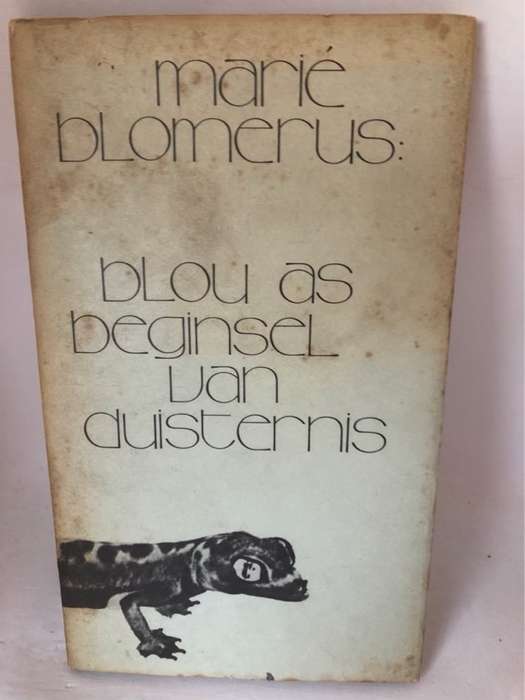 marié
blomerus:
blou as
beginsel
van
duisternis